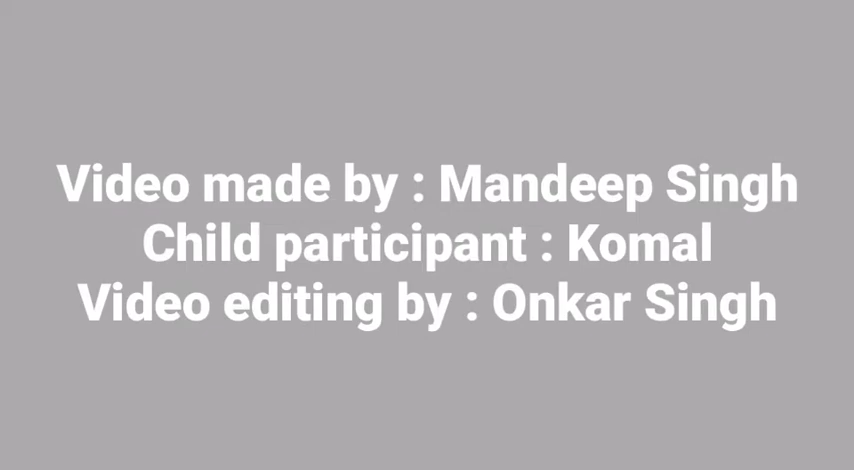 Video made by : Mandeep Singh
Child participant : Komal
Video editing by : Onkar Singh